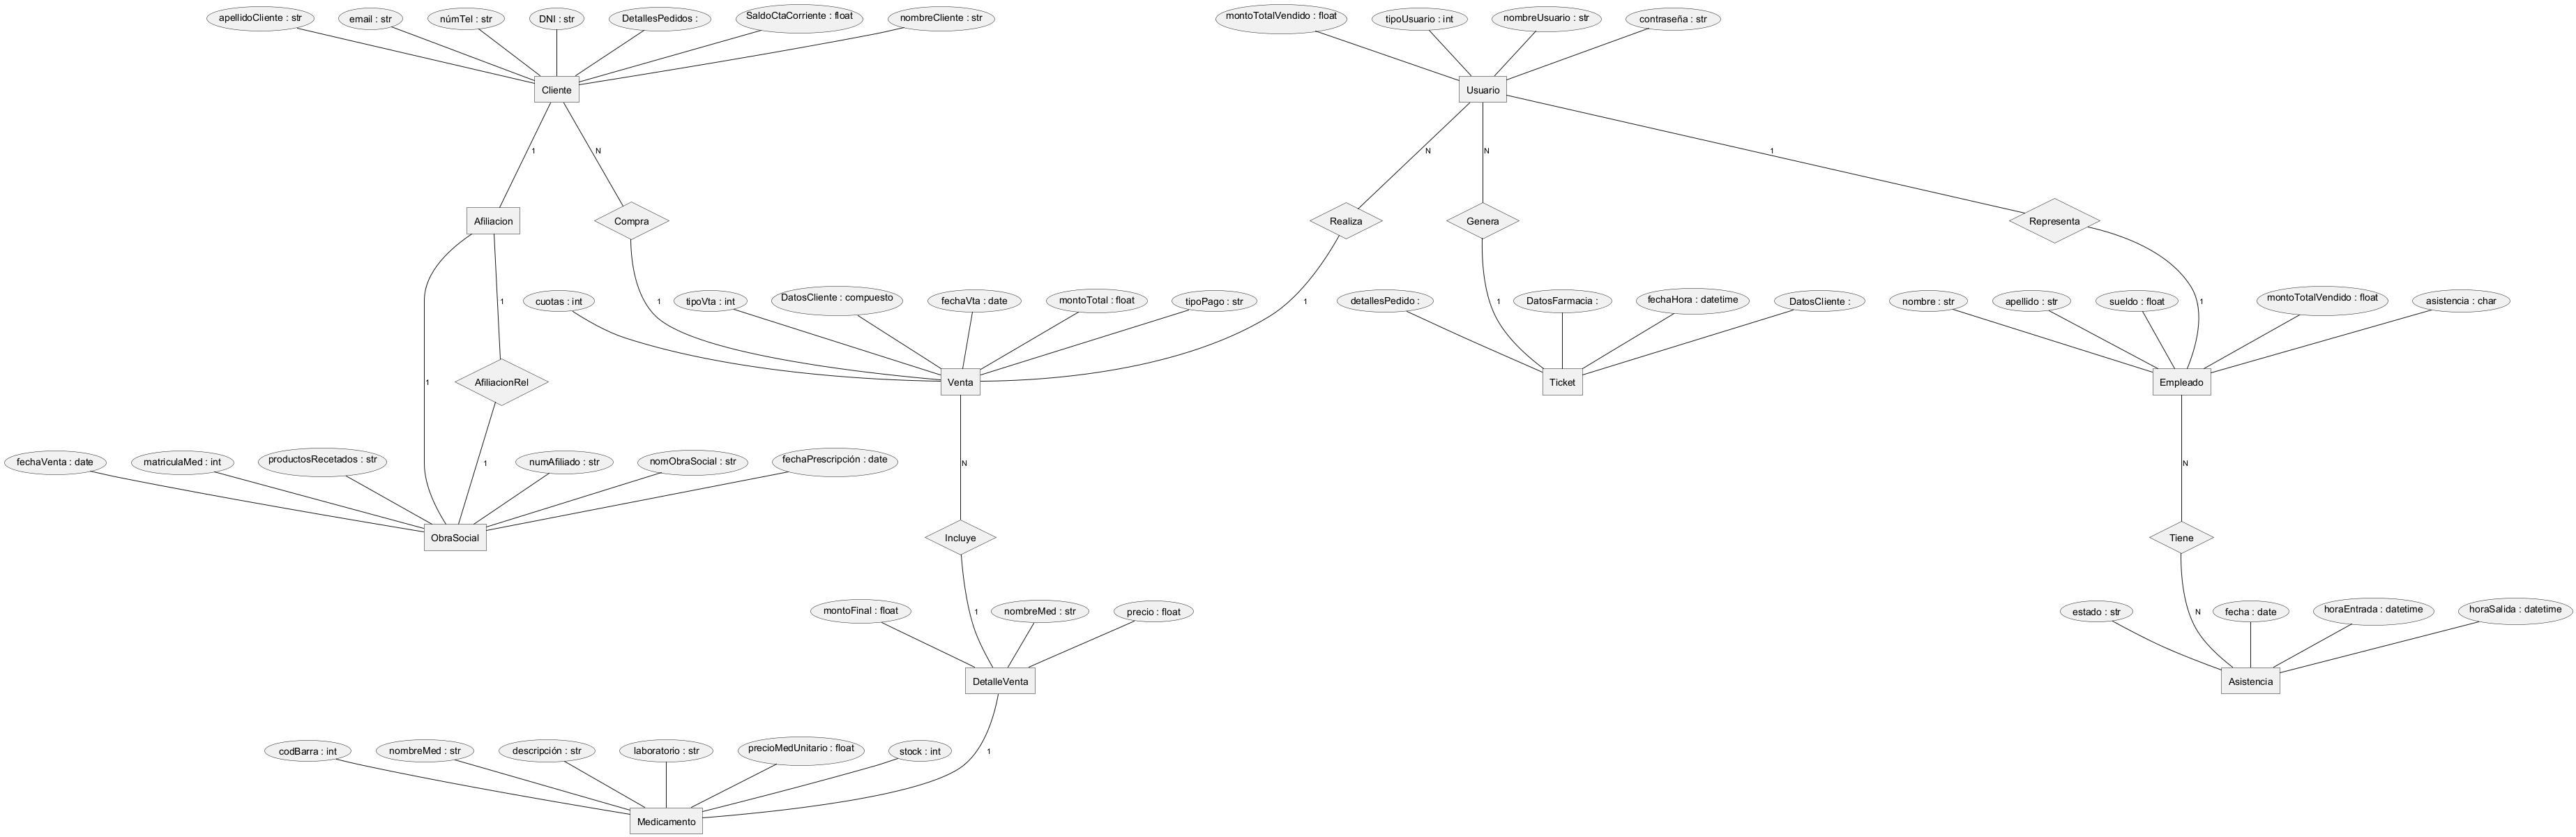 apellidoCliente : str
email : str
númTel : str
DNI : str
DetallesPedidos :
SaldoCtaCorriente : float
nombreCliente : str
montoTotalVendido : float
tipoUsuario : int
nombreUsuario : str
contraseña : str
Cliente
Usuario
1
N
N
N
1
Afiliacion
Compra
Realiza
Genera
Representa
cuotas : int
tipoVta : int
DatosCliente : compuesto
fechaVta : date
montoTotal : float
tipoPago : str
detallesPedido :
DatosFarmacia :
fechaHora : datetime
DatosCliente :
nombre : str
apellido : str
sueldo : float
montoTotalVendido : float
asistencia : char
1
1
1
1
1
1
AfiliacionRel
Venta
Ticket
Empleado
fechaVenta : date
matriculaMed : int
productosRecetados : str
numAfiliado : str
nomObraSocial : str
fechaPrescripción : date
1
N
N
ObraSocial
Incluye
Tiene
montoFinal : float
nombreMed : str
precio : float
estado : str
fecha : date
horaEntrada : datetime
horaSalida : datetime
1
N
DetalleVenta
Asistencia
codBarra : int
nombreMed : str
descripción : str
laboratorio : str
precioMedUnitario : float
stock : int
1
Medicamento